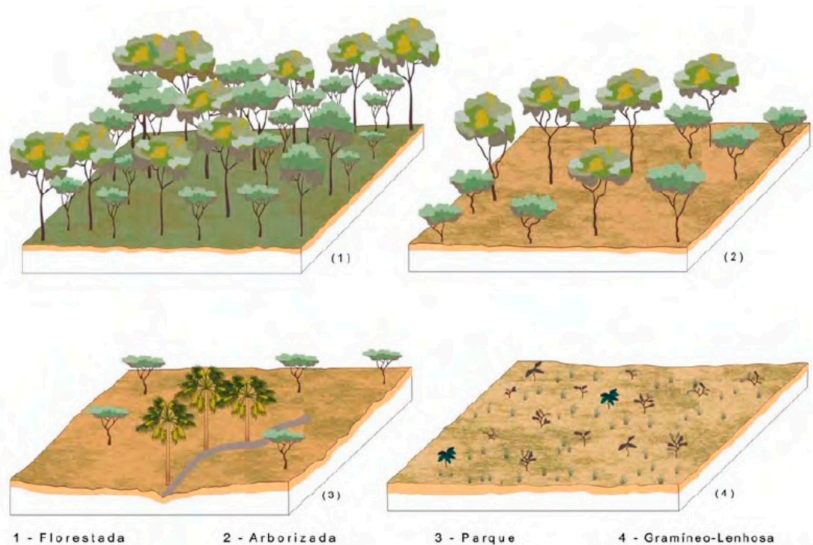 (1)
(2)
(3)
(4)
1 - Florestada 2 - Arborizada 3 - Parque 4 - Gramíneo-Lenhosa